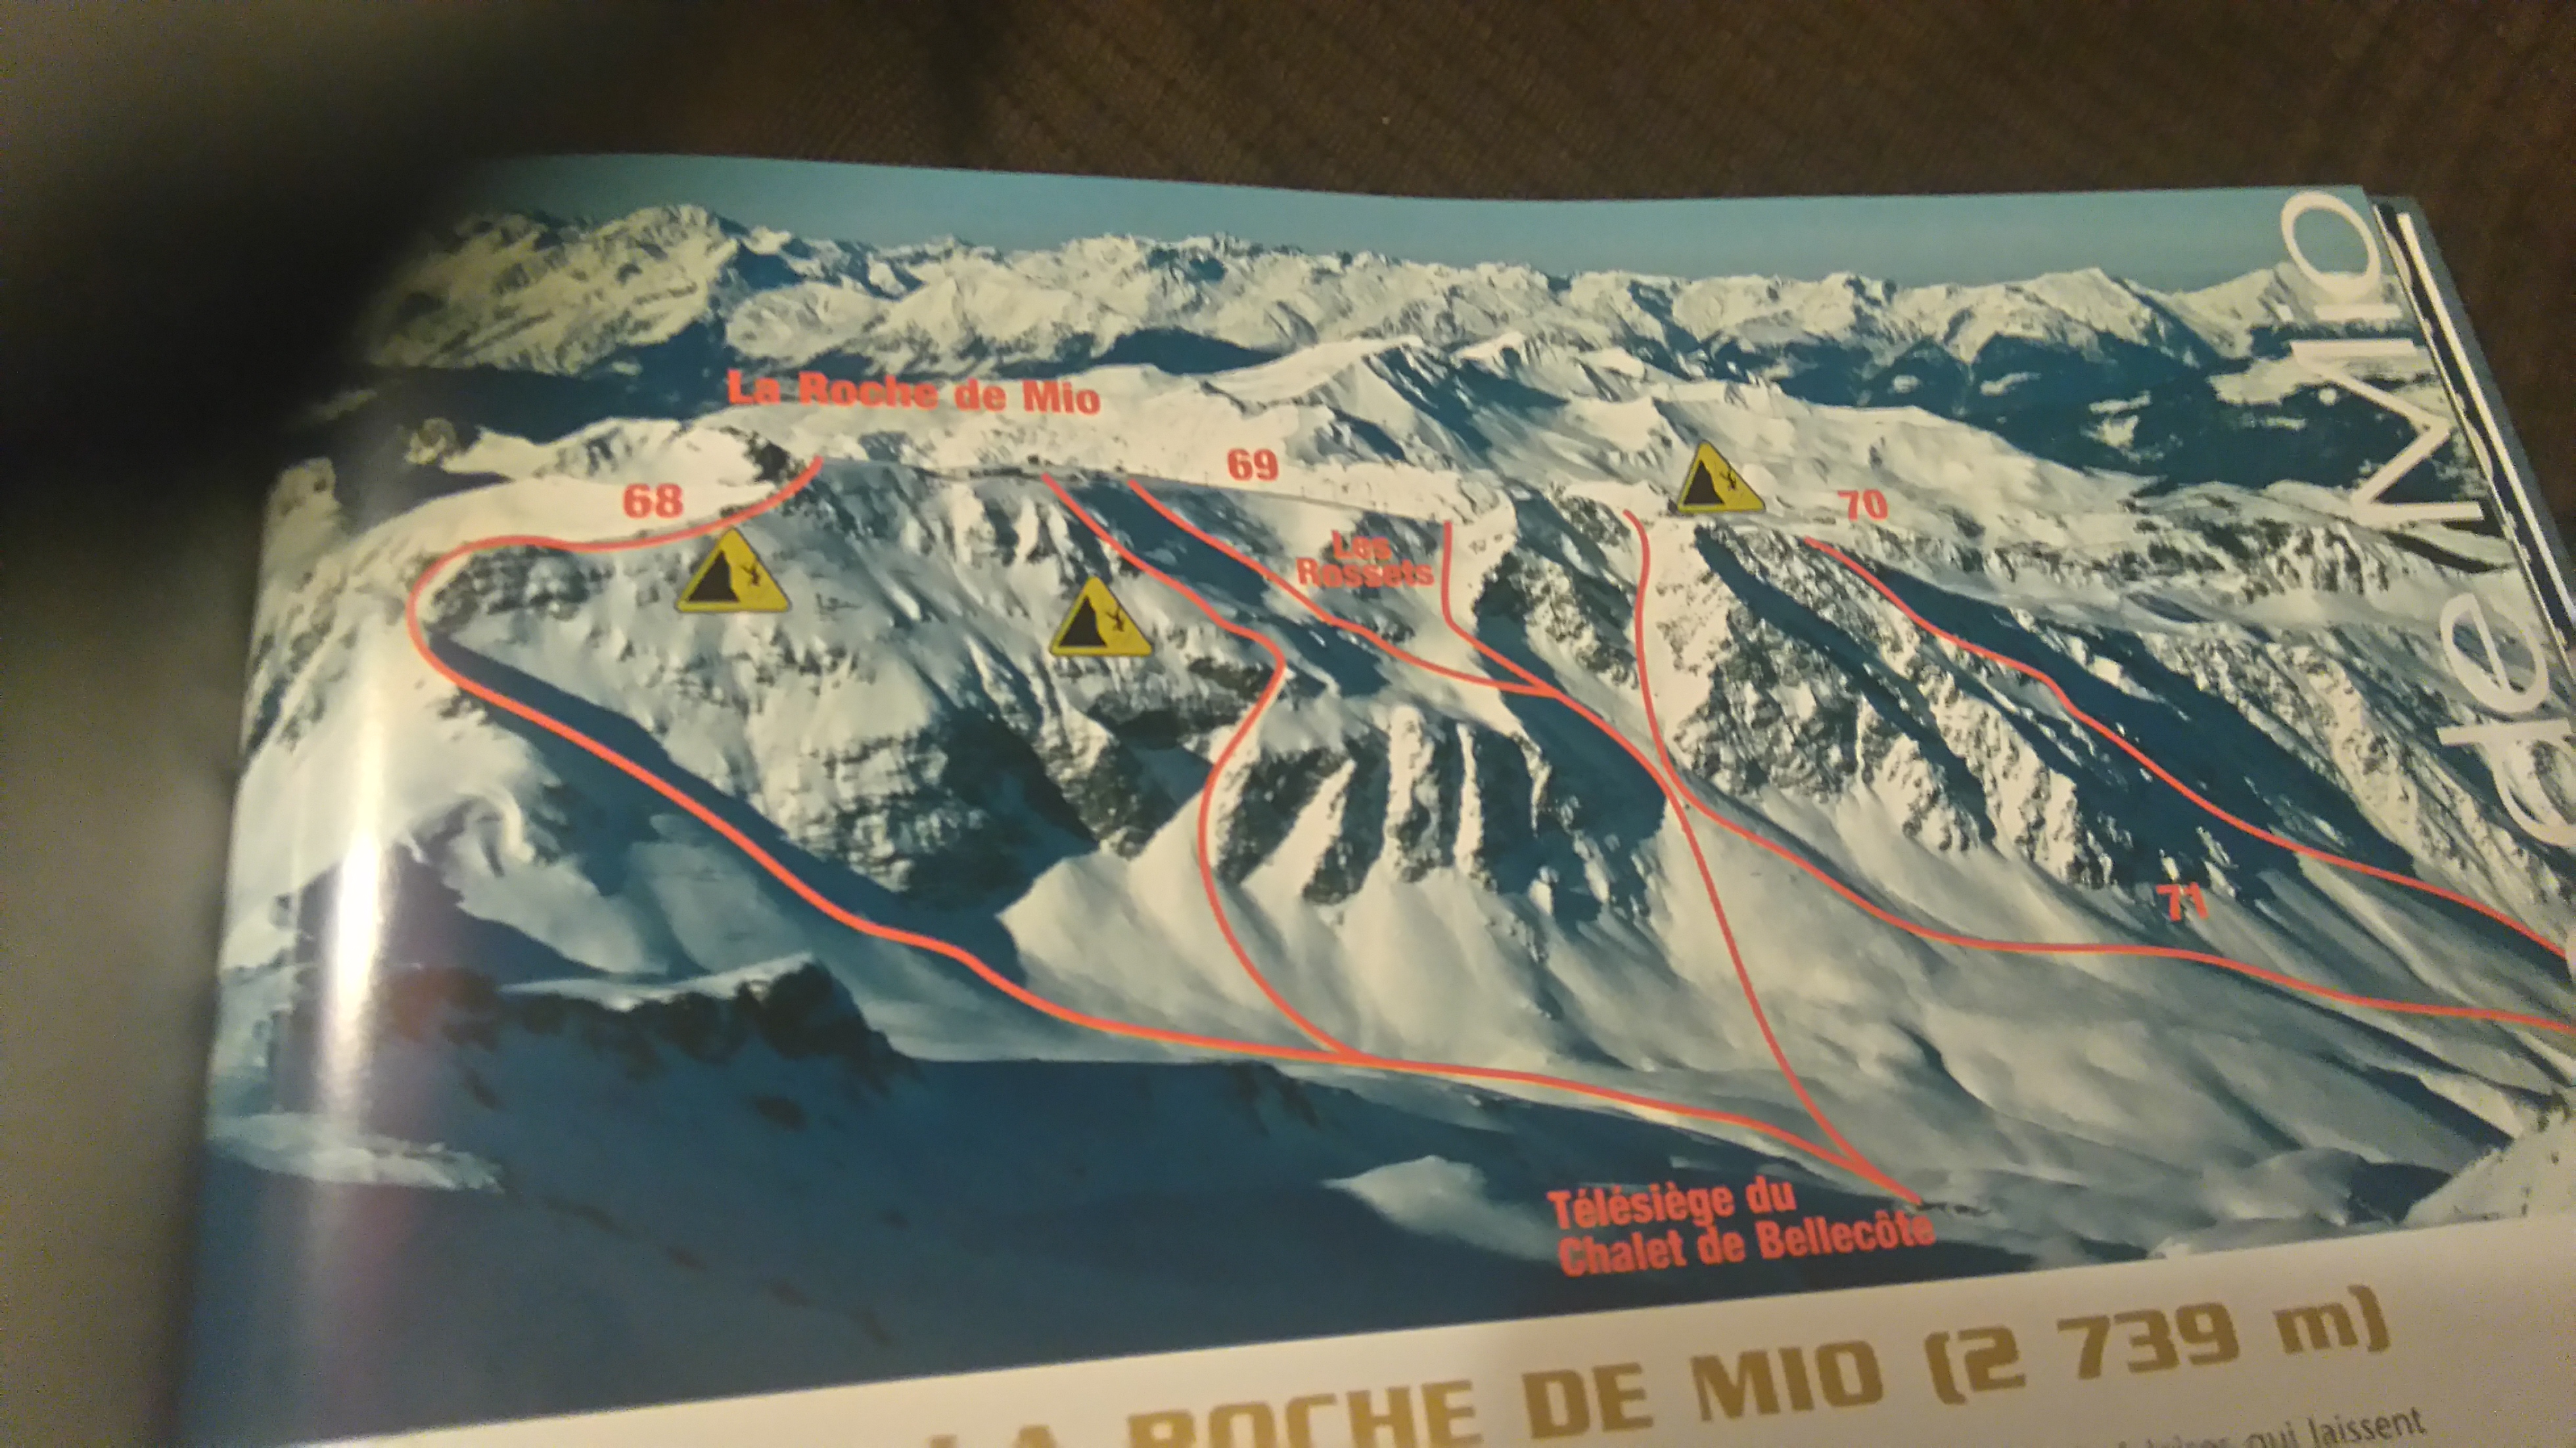 La Roche de Mio
68
69
70
Les
Rossets
71
Télésiège du
Chalet de Bellecôte
de Mio
LA ROCHE DE MIO (2 739 m)
qui laissent